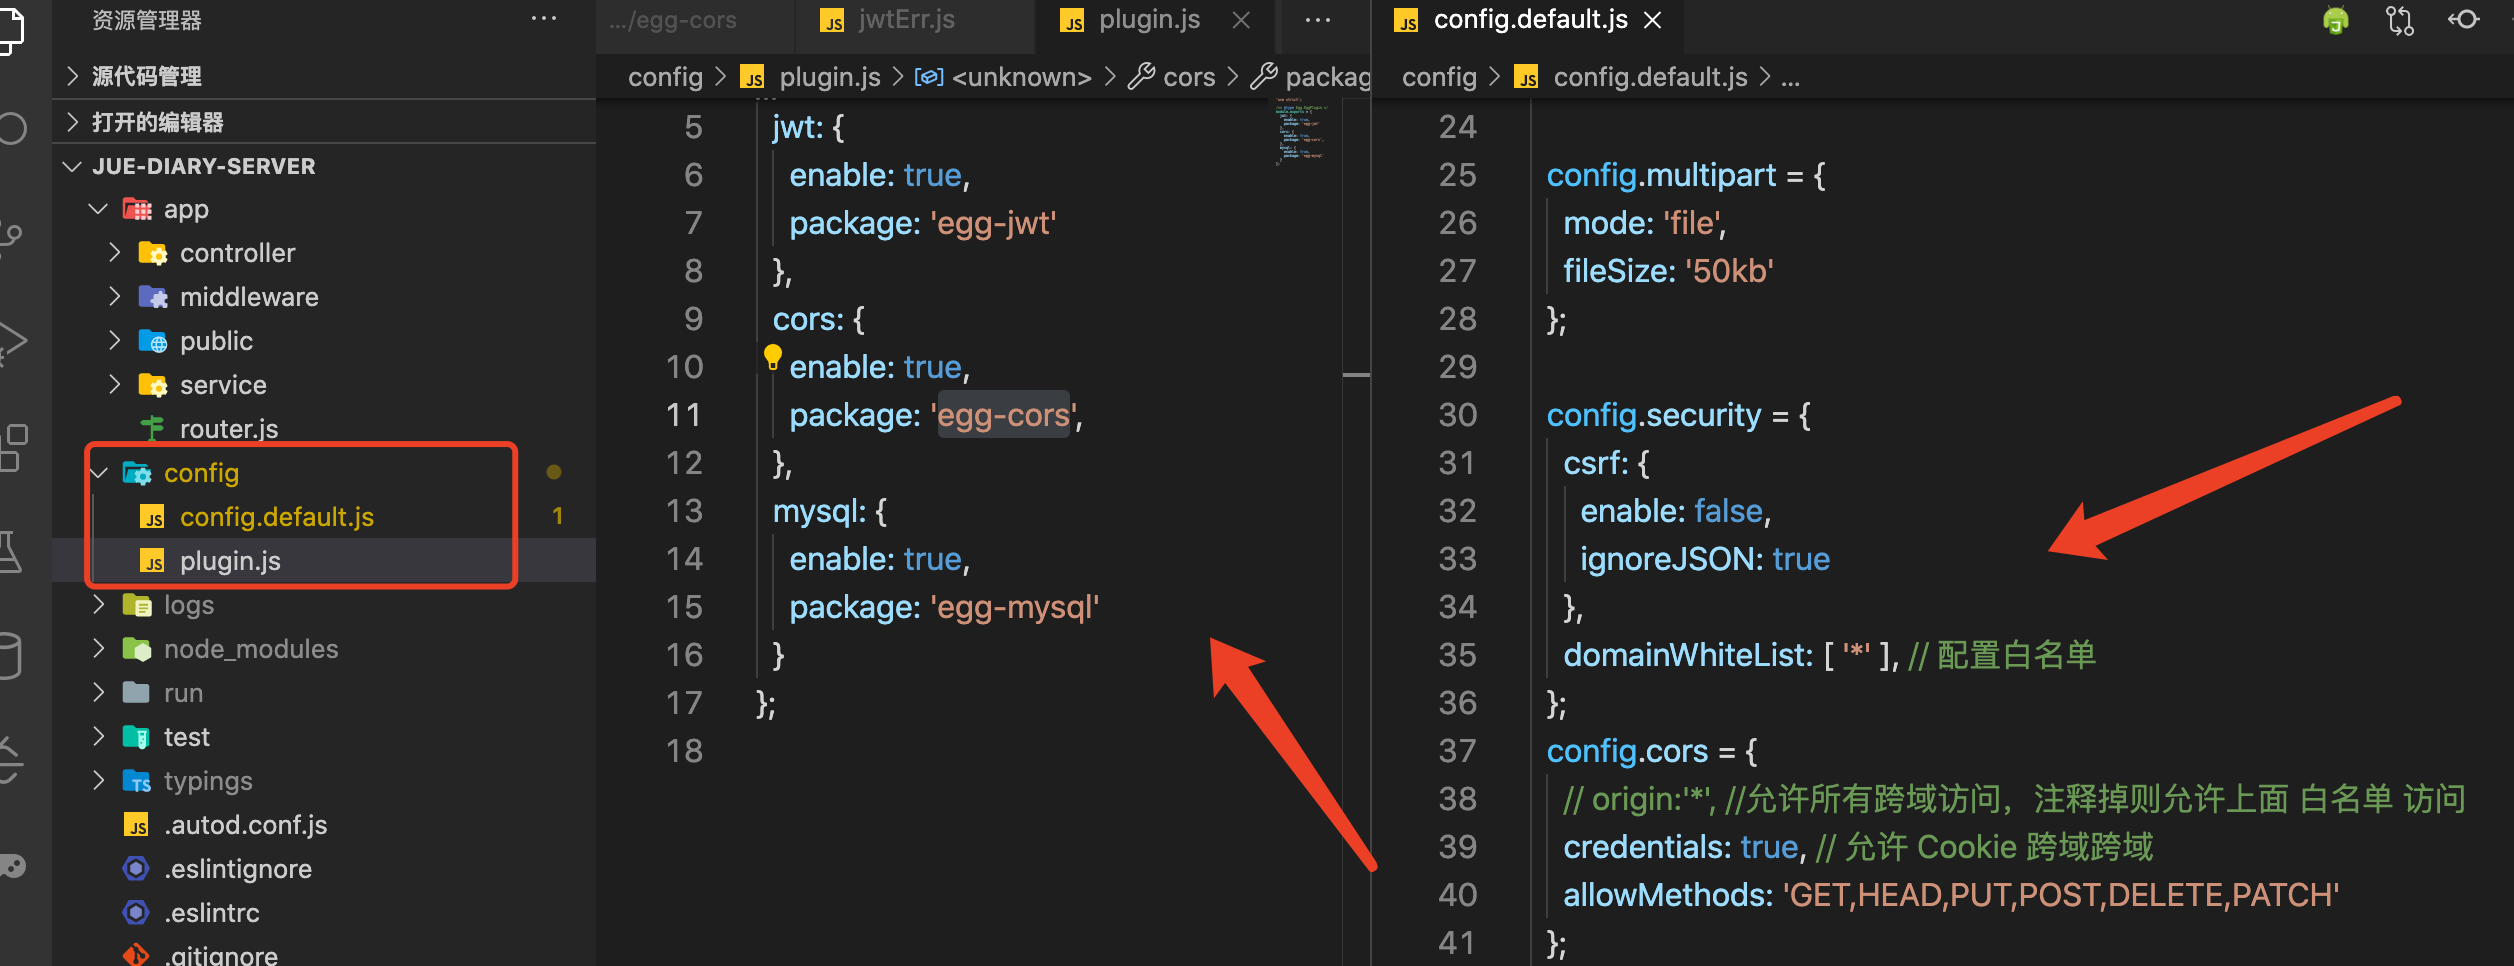 资源管理器
源代码管理
打开的编辑器
JUE-DIARY-SERVER
app
controller
middleware
public
service
router.js
config
config.default.js 1
plugin.js
logs
node_modules
run
test
typings
.autod.conf.js
.eslintignore
.eslintrc
.gitignore
.../egg-cors
jwtErr.js
plugin.js
config > plugin.js > <unknown> > cors > packag
5 jwt: {
6 enable: true,
7 package: 'egg-jwt'
8 },
9 cors: {
10 enable: true,
11 package: 'egg-cors',
12 },
13 mysql: {
14 enable: true,
15 package: 'egg-mysql'
16 }
17 };
18
config.default.js
config > config.default.js > ...
24
25 config.multipart = {
26 mode: 'file',
27 fileSize: '50kb'
28 };
29
30 config.security = {
31 csrf: {
32 enable: false,
33 ignoreJSON: true
34 },
35 domainWhiteList: [ '*' ], // 配置白名单
36 };
37 config.cors = {
38 // origin:'*', //允许所有跨域访问，注释掉则允许上面 白名单 访问
39 credentials: true, // 允许 Cookie 跨域跨域
40 allowMethods: 'GET,HEAD,PUT,POST,DELETE,PATCH'
41 };